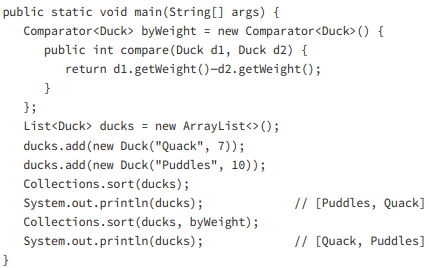 public static void main(String[] args) {
Comparator<Duck> byWeight = new Comparator<Duck>() {
public int compare(Duck d1, Duck d2) {
return d1.getWeight()–d2.getWeight();
}
};
List<Duck> ducks = new ArrayList<>();
ducks.add(new Duck("Quack", 7));
ducks.add(new Duck("Puddles", 10));
Collections.sort(ducks);
System.out.println(ducks); // [Puddles, Quack]
Collections.sort(ducks, byWeight);
System.out.println(ducks); // [Quack, Puddles]
}